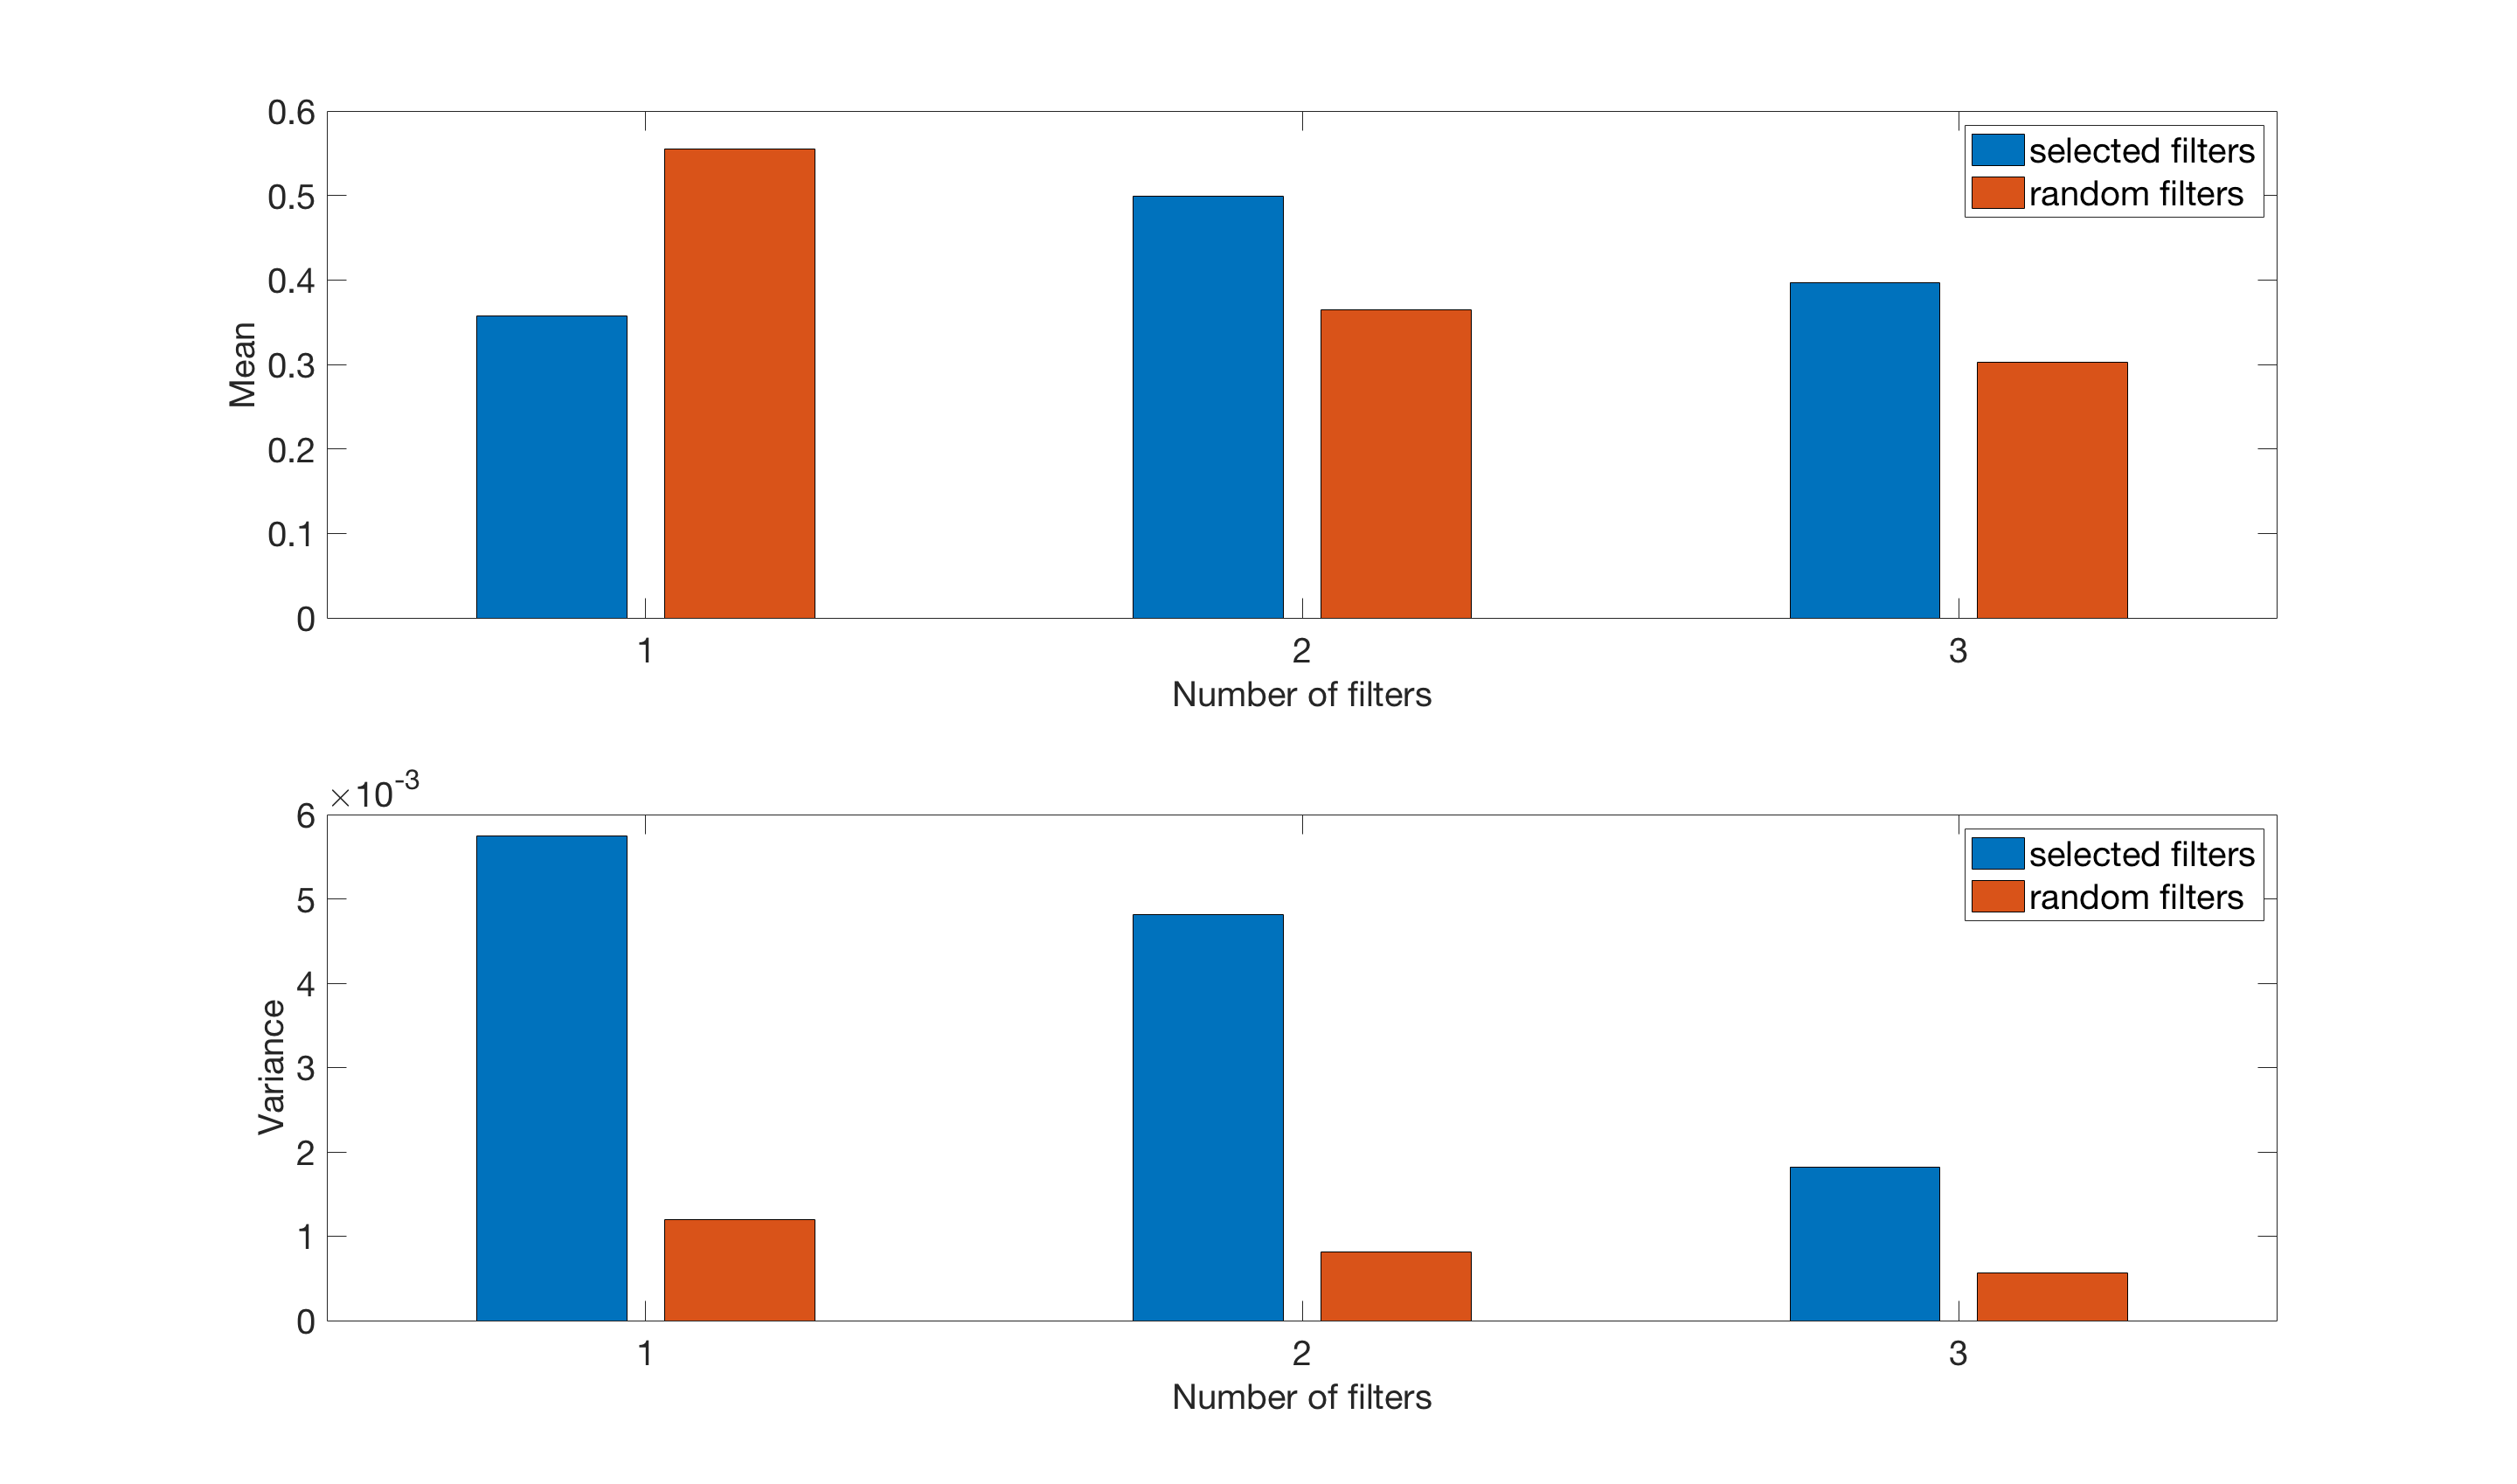 0.6
0.5
0.4
0.3
0.2
0.1
0
Mean
selected filters
random filters
1 2 3
Number of filters
×10-3
6
5
4
3
2
1
0
Variance
selected filters
random filters
1 2 3
Number of filters